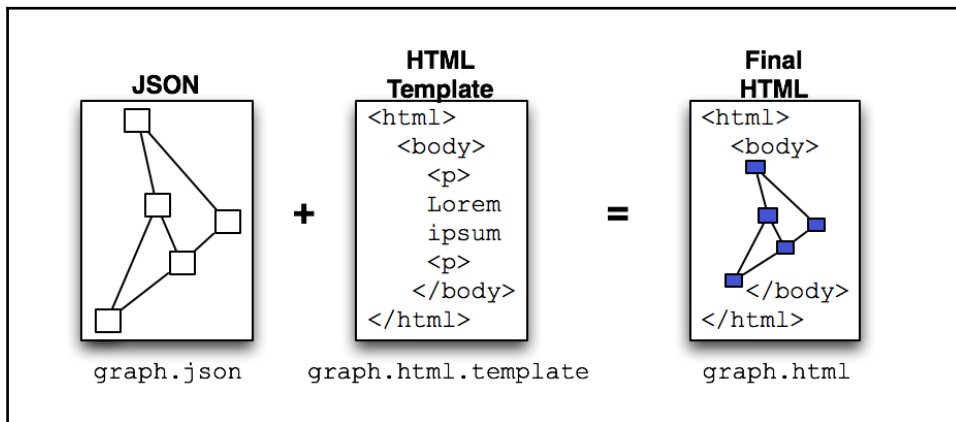 JSON
graph.json
+
HTML
Template
<html>
<body>
<p>
Lorem
ipsum
<p>
</body>
</html>
graph.html.template
=
Final
HTML
<html>
<body>
</body>
</html>
graph.html